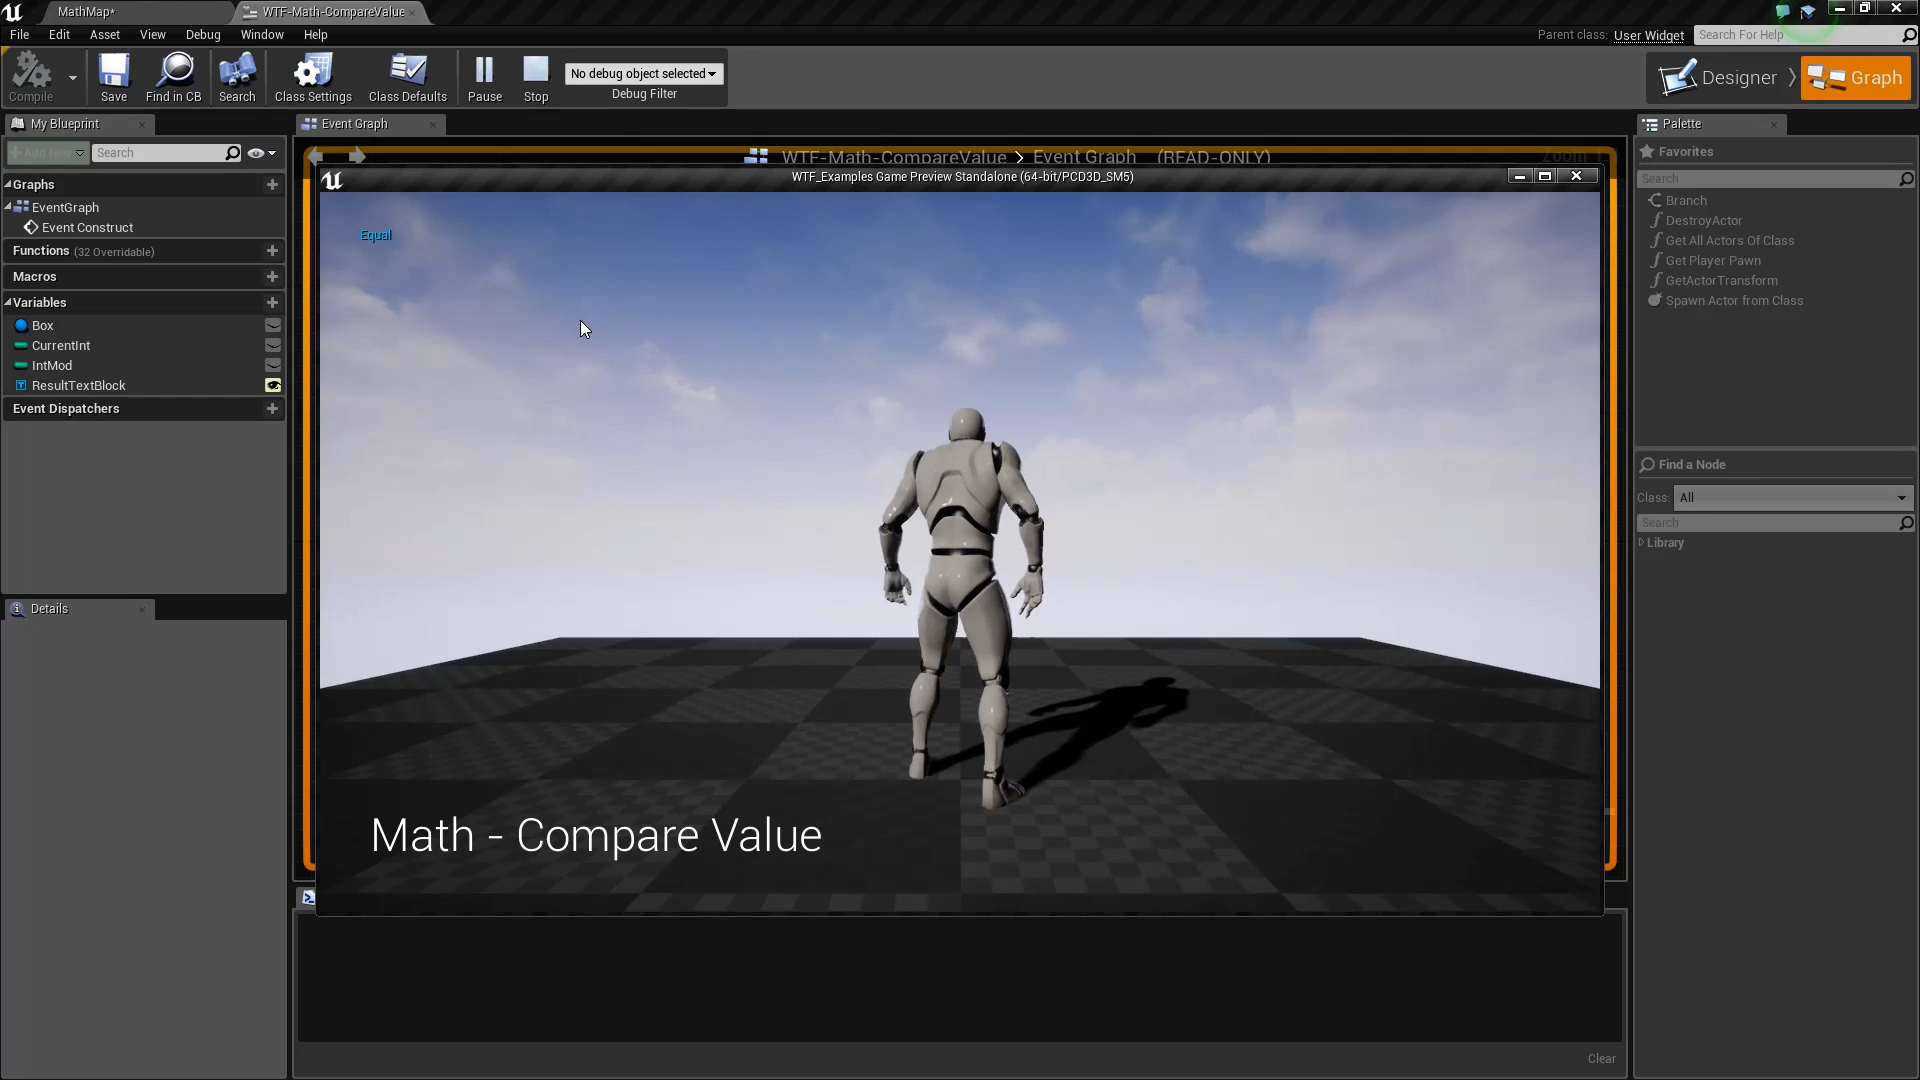 MathMap*
WTF-Math-CompareValue
File Edit Asset View Debug Window Help
Parent class: User Widget
Search For Help
Compile
Save
Find in CB
Search
Class Settings
Class Defaults
Pause
Stop
No debug object selected
Debug Filter
Designer
Graph
My Blueprint
Event Graph
Palette
Add New
Search
WTF-Math-CompareValue > Event Graph (READ-ONLY)
Favorites
WTF_Examples Game Preview Standalone (64-bit/PCD3D_SM5)
Search
Graphs
EventGraph
Event Construct
Functions (32 Overridable)
Macros
Variables
Box
CurrentInt
IntMod
ResultTextBlock
Event Dispatchers
Equal
Branch
DestroyActor
Get All Actors Of Class
Get Player Pawn
GetActorTransform
Spawn Actor from Class
Find a Node
Class: All
Search
Library
Details
Math - Compare Value
Clear